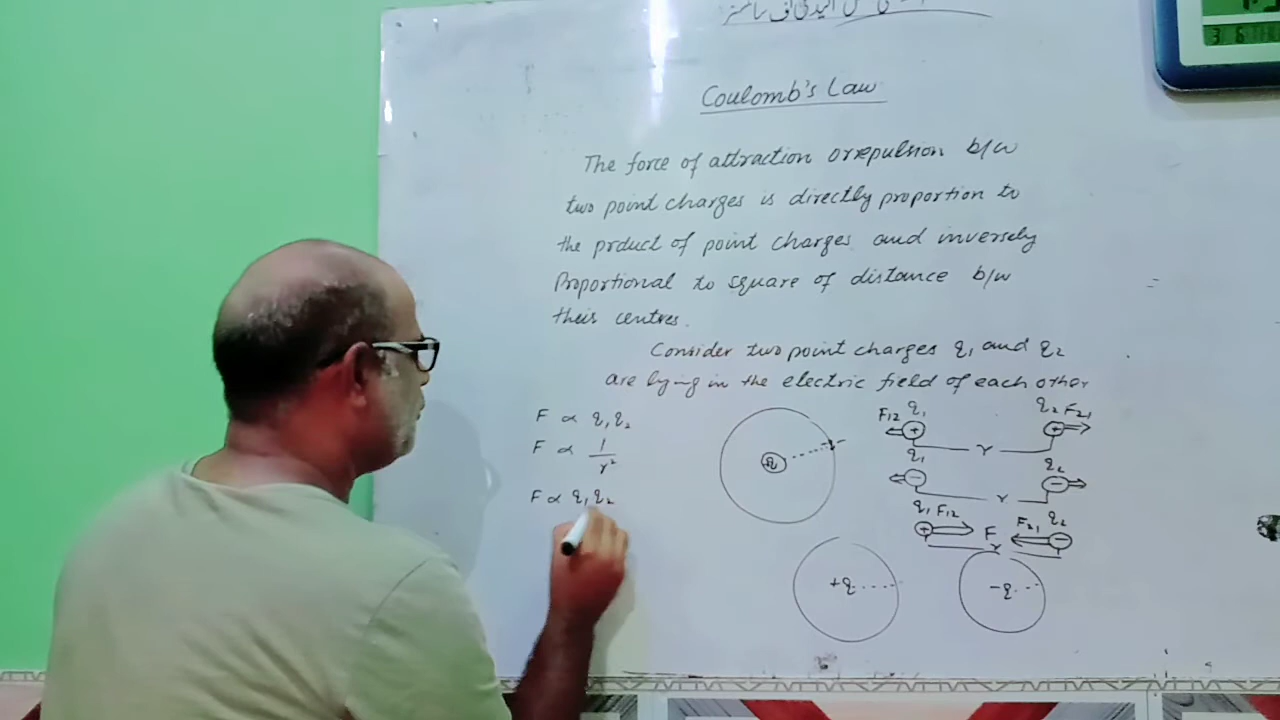 Coulomb's Law
The force of attraction or repulsion b/w
two point charges is directly proportion to
the prduct of point charges and inversely
Proportional to square of distance b/w
their centres.
Consider two point charges q₁ and q₂
are lying in the electric field of each other
F ∝ q₁q₂
F ∝ 1/r²
F ∝ q₁q₂
F₁₂ q₁ q₂ F₂₁
+ + r
q₁ q₂
- - r
q₁ F₁₂ F F₂₁ q₂
+ - r
+q
-q